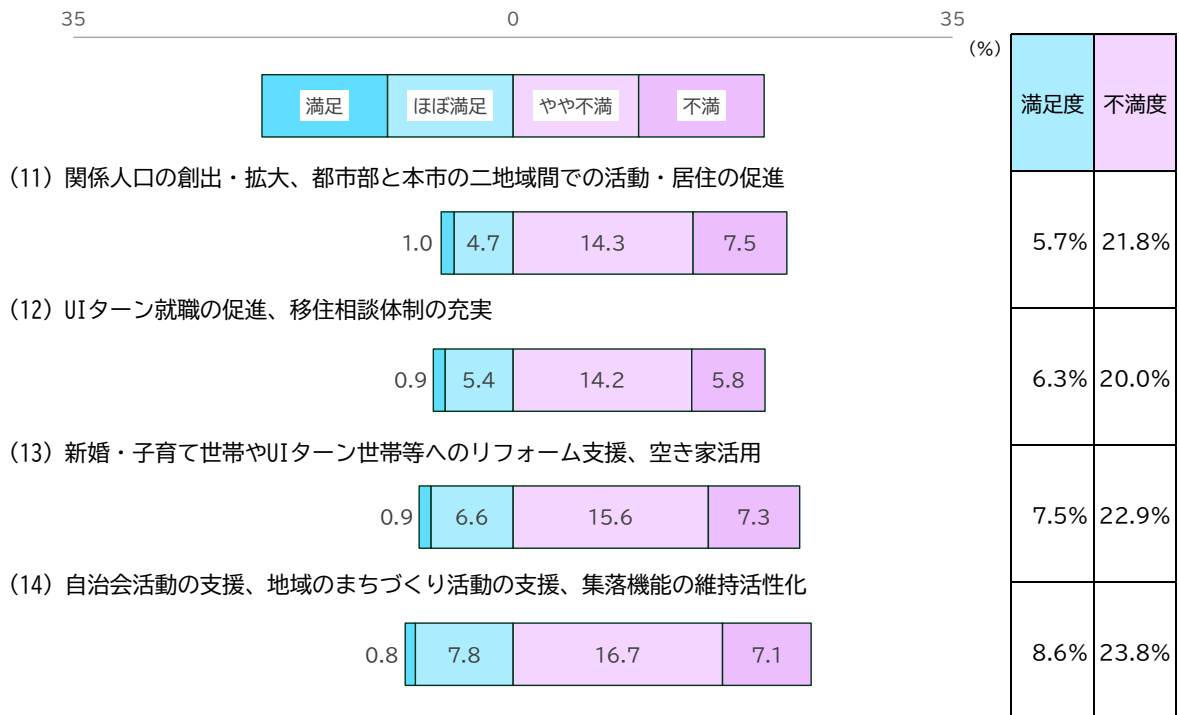 35 0 35
(%)
満足 ほぼ満足 やや不満 不満 満足度 不満度
(11) 関係人口の創出・拡大、都市部と本市の二地域間での活動・居住の促進
1.0 4.7 14.3 7.5 5.7% 21.8%
(12) UIターン就職の促進、移住相談体制の充実
0.9 5.4 14.2 5.8 6.3% 20.0%
(13) 新婚・子育て世帯やUIターン世帯等へのリフォーム支援、空き家活用
0.9 6.6 15.6 7.3 7.5% 22.9%
(14) 自治会活動の支援、地域のまちづくり活動の支援、集落機能の維持活性化
0.8 7.8 16.7 7.1 8.6% 23.8%